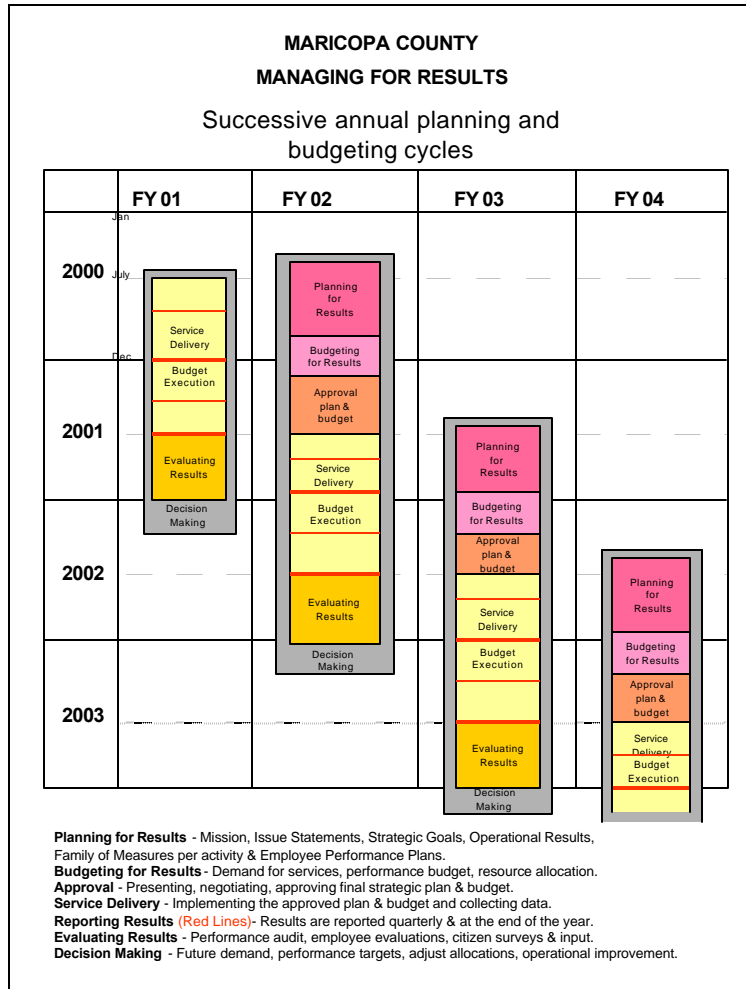 MARICOPA COUNTY
MANAGING FOR RESULTS
Successive annual planning and
budgeting cycles
FY 01
FY 02
FY 03
FY 04
Jan
2000
July
Dec
2001
2002
2003
Service
Delivery
Budget
Execution
Evaluating
Results
Decision
Making
Planning
for
Results
Budgeting
for Results
Approval
plan &
budget
Service
Delivery
Budget
Execution
Evaluating
Results
Decision
Making
Planning
for
Results
Budgeting
for Results
Approval
plan &
budget
Service
Delivery
Budget
Execution
Evaluating
Results
Decision
Making
Planning
for
Results
Budgeting
for Results
Approval
plan &
budget
Service
Delivery
Budget
Execution
Planning for Results - Mission, Issue Statements, Strategic Goals, Operational Results,
Family of Measures per activity & Employee Performance Plans.
Budgeting for Results - Demand for services, performance budget, resource allocation.
Approval - Presenting, negotiating, approving final strategic plan & budget.
Service Delivery - Implementing the approved plan & budget and collecting data.
Reporting Results (Red Lines)- Results are reported quarterly & at the end of the year.
Evaluating Results - Performance audit, employee evaluations, citizen surveys & input.
Decision Making - Future demand, performance targets, adjust allocations, operational improvement.